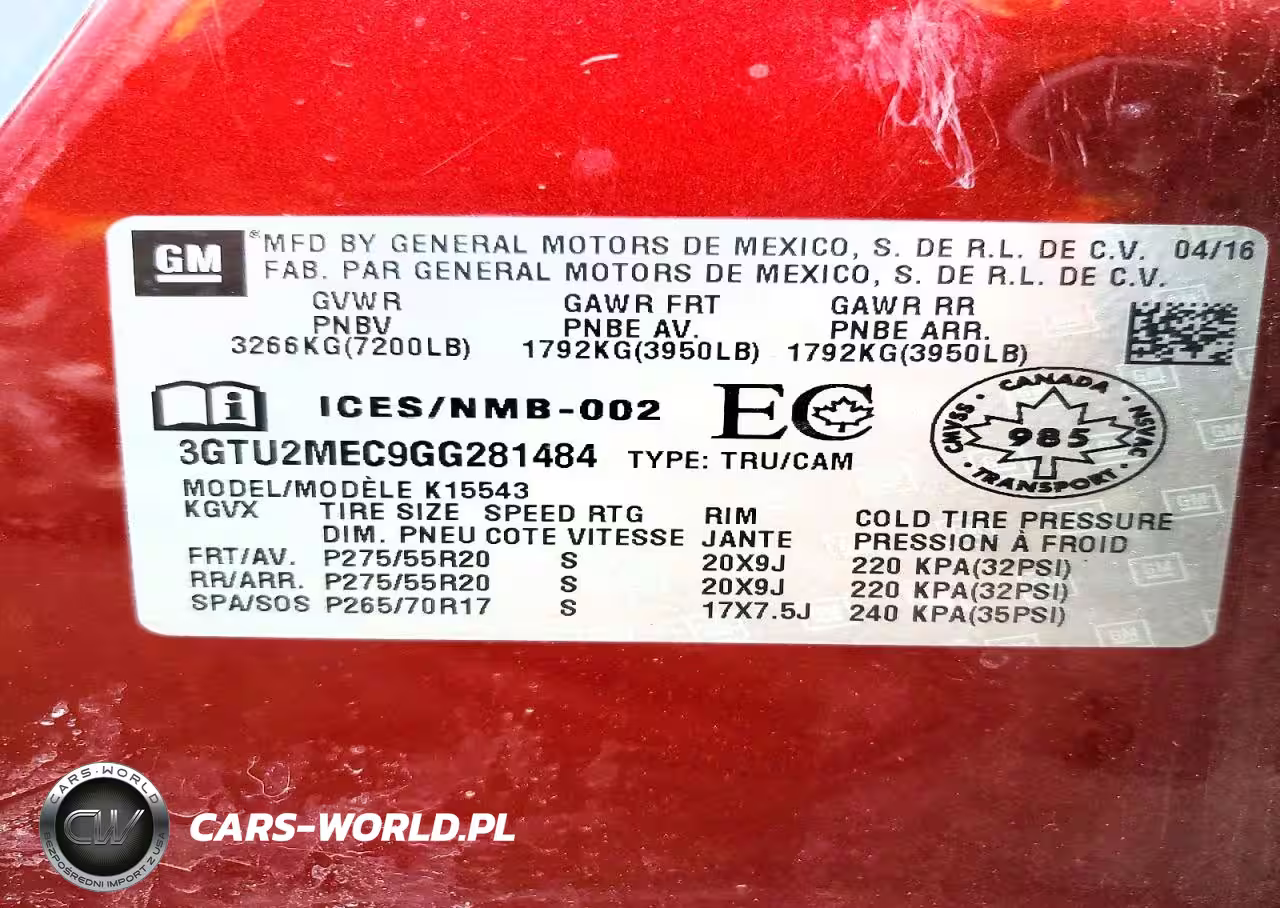 GM
®MFD BY GENERAL MOTORS DE MEXICO, S. DE R.L. DE C.V. 04/16
FAB. PAR GENERAL MOTORS DE MEXICO, S. DE R.L. DE C.V.
GVWR GAWR FRT GAWR RR
PNBV PNBE AV. PNBE ARR.
3266KG(7200LB) 1792KG(3950LB) 1792KG(3950LB)
i ICES/NMB-002 EC
CANADA
CMVSS 985 NSVAC
TRANSPORT
3GTU2MEC9GG281484 TYPE: TRU/CAM
MODEL/MODÈLE K15543
KGVX TIRE SIZE SPEED RTG RIM COLD TIRE PRESSURE
DIM. PNEU COTE VITESSE JANTE PRESSION À FROID
FRT/AV. P275/55R20 S 20X9J 220 KPA(32PSI)
RR/ARR. P275/55R20 S 20X9J 220 KPA(32PSI)
SPA/SOS P265/70R17 S 17X7.5J 240 KPA(35PSI)
CARS-WORLD
CW
BEZPOŚREDNI IMPORT Z USA
CARS-WORLD.PL